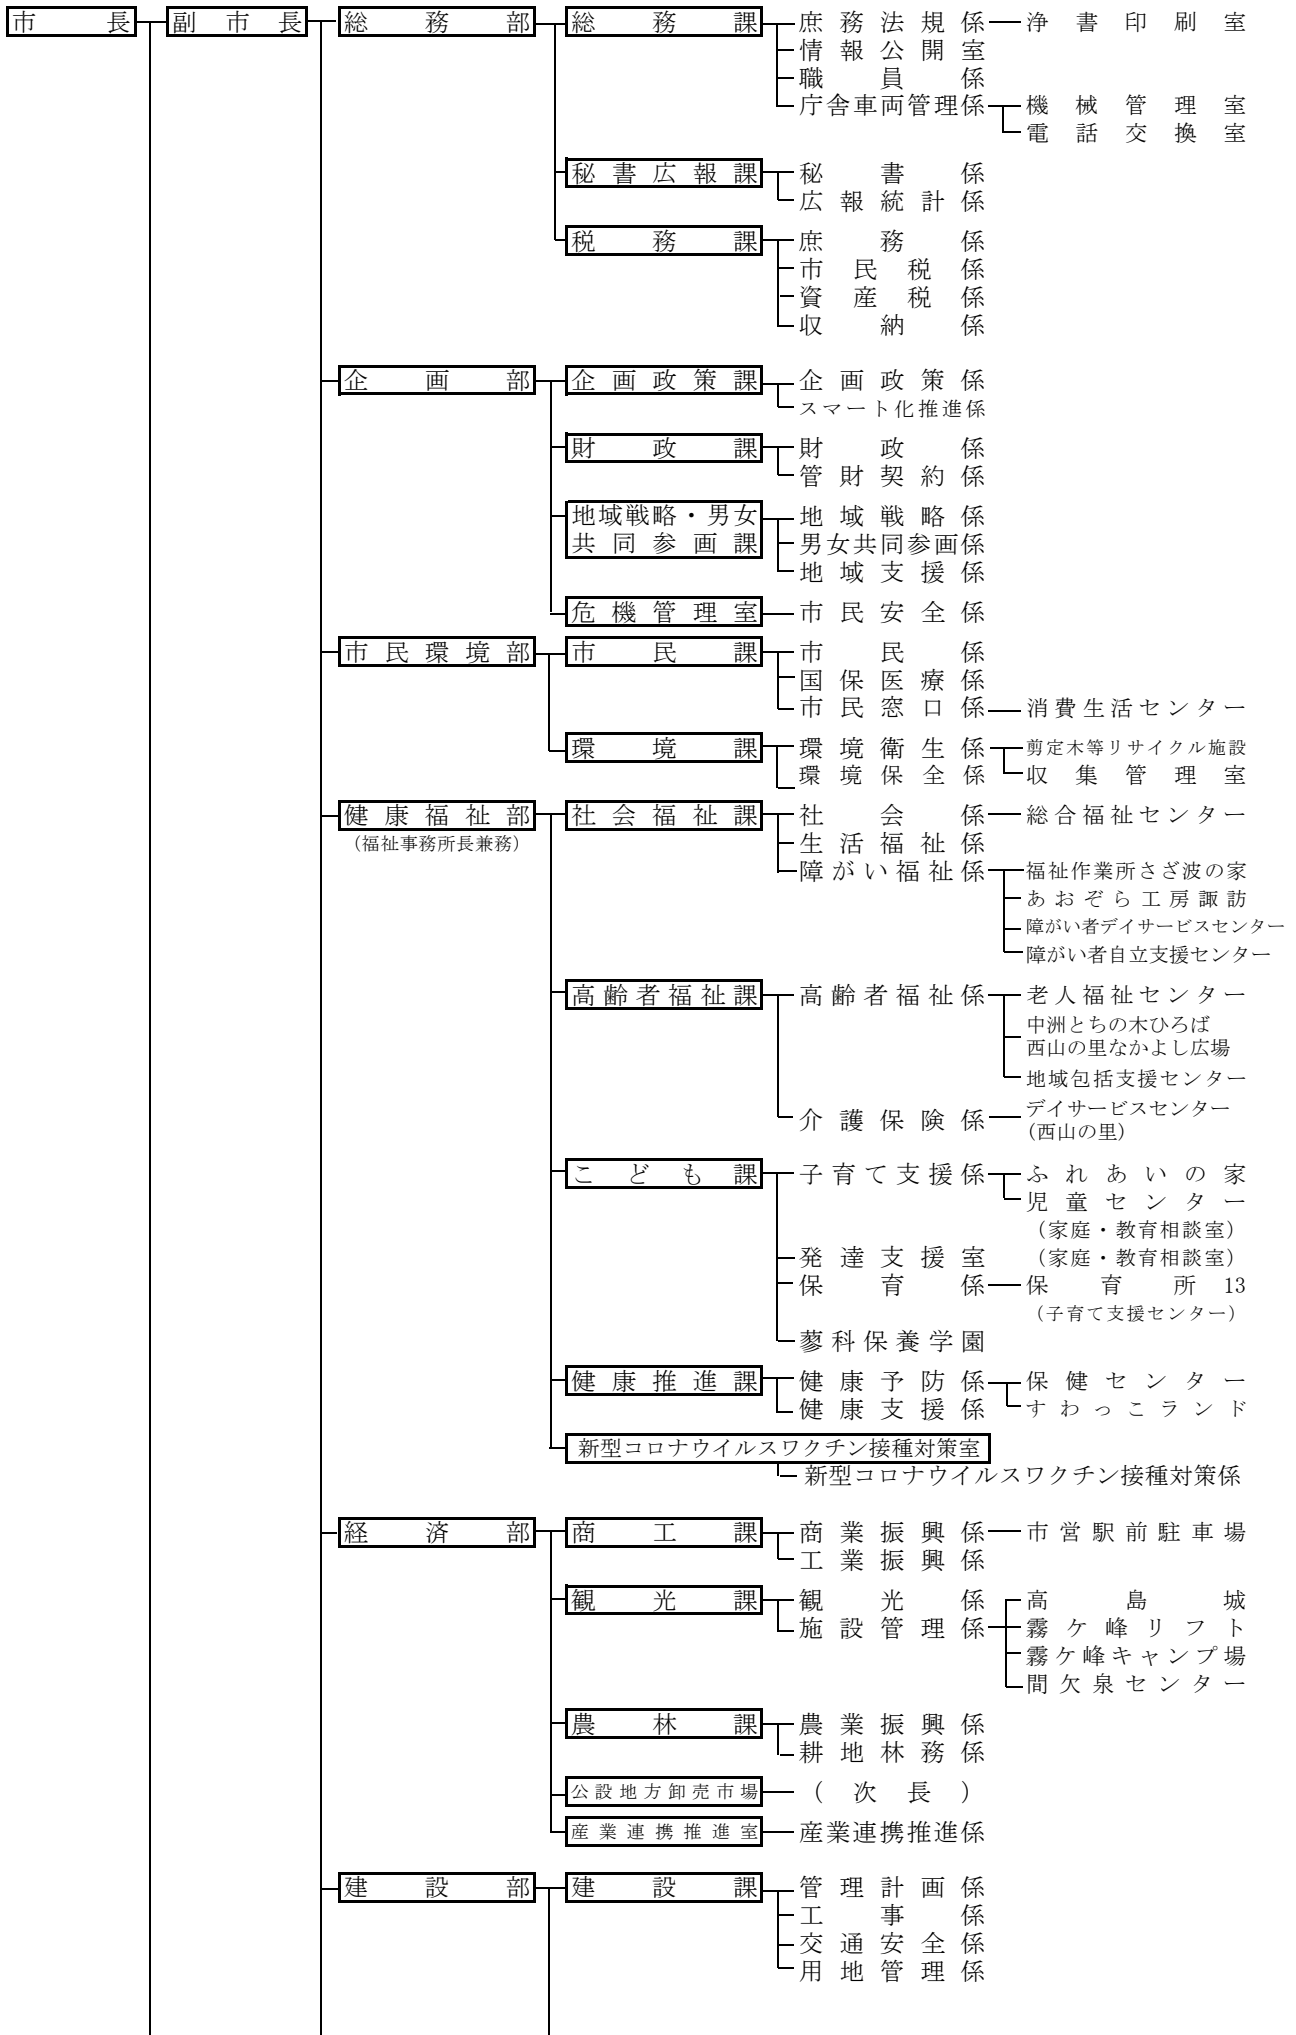 市長 副市長 総務部 総務課 庶務法規係 浄書印刷室
情報公開室
職員係
庁舎車両管理係 機械管理室
電話交換室
秘書広報課 秘書係
広報統計係
税務課 庶務係
市民税係
資産税係
収納係
企画部 企画政策課 企画政策係
スマート化推進係
財政課 財政係
管財契約係
地域戦略・男女 地域戦略係
共同参画課 男女共同参画係
地域支援係
危機管理室 市民安全係
市民環境部 市民課 市民係
国保医療係
市民窓口係 消費生活センター
環境課 環境衛生係 剪定木等リサイクル施設
環境保全係 収集管理室
健康福祉部 社会福祉課 社会係 総合福祉センター
(福祉事務所長兼務) 生活福祉係
障がい福祉係 福祉作業所さざ波の家
あおぞら工房諏訪
障がい者デイサービスセンター
障がい者自立支援センター
高齢者福祉課 高齢者福祉係 老人福祉センター
中洲とちの木ひろば
西山の里なかよし広場
地域包括支援センター
介護保険係 デイサービスセンター
(西山の里)
こども課 子育て支援係 ふれあいの家
児童センター
(家庭・教育相談室)
発達支援室 (家庭・教育相談室)
保育係 保育所13
(子育て支援センター)
蓼科保養学園
健康推進課 健康予防係 保健センター
健康支援係 すわっこランド
新型コロナウイルスワクチン接種対策室
新型コロナウイルスワクチン接種対策係
経済部 商工課 商業振興係 市営駅前駐車場
工業振興係
観光課 観光係 高島城
施設管理係 霧ケ峰リフト
霧ケ峰キャンプ場
間欠泉センター
農林課 農業振興係
耕地林務係
公設地方卸売市場 (次長)
産業連携推進室 産業連携推進係
建設部 建設課 管理計画係
工事係
交通安全係
用地管理係